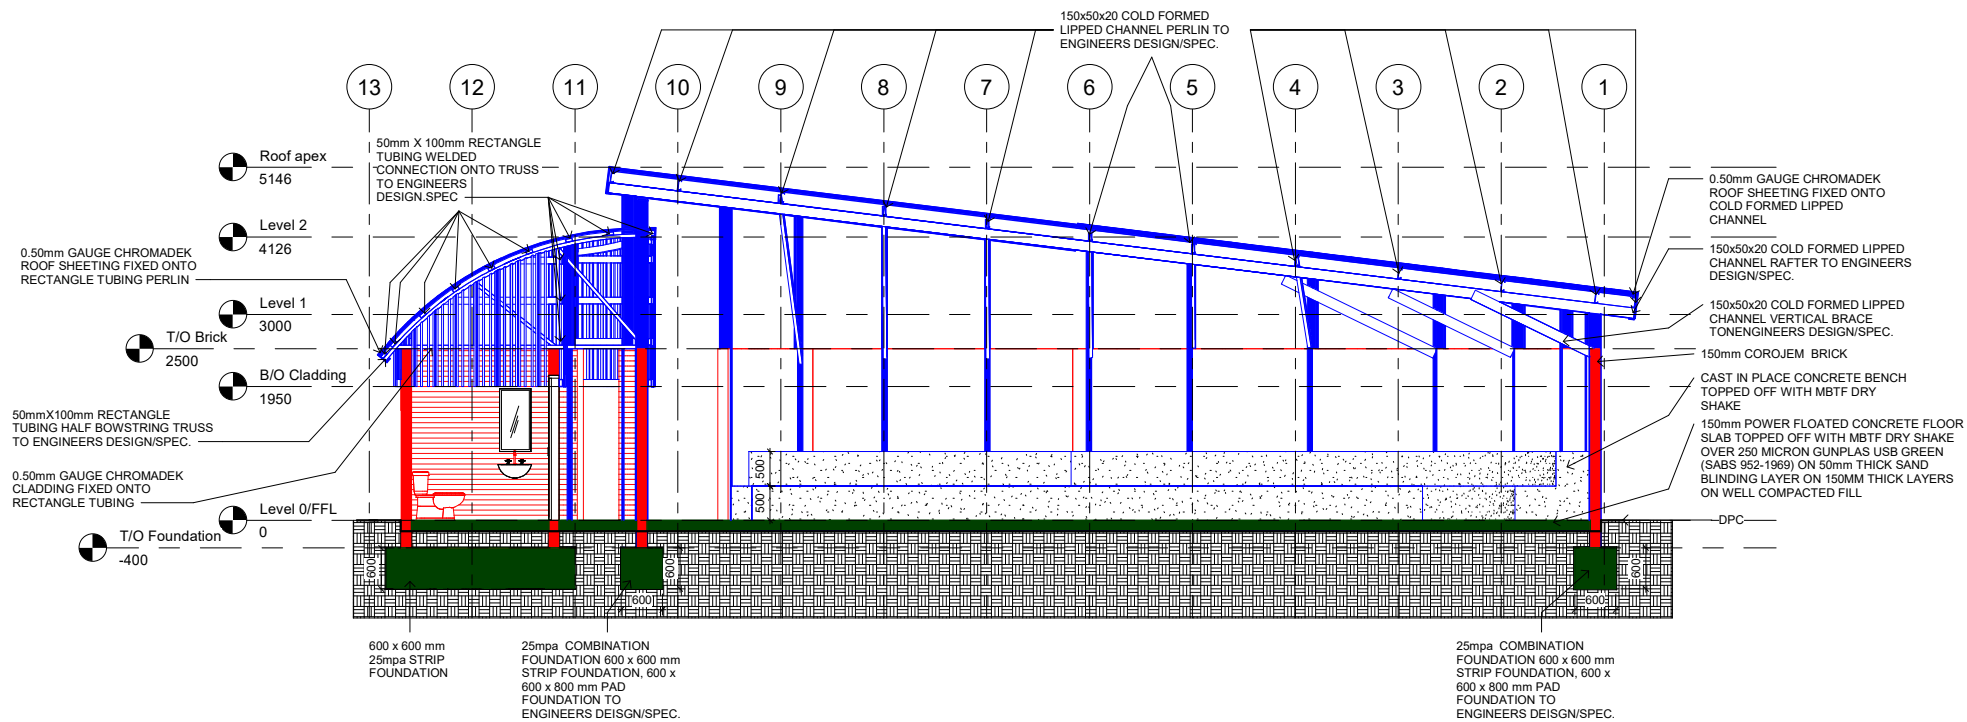 150x50x20 COLD FORMED
LIPPED CHANNEL PERLIN TO
ENGINEERS DESIGN/SPEC.
13
12
11
10
9
8
7
6
5
4
3
2
1
50mm X 100mm RECTANGLE
TUBING WELDED
CONNECTION ONTO TRUSS
TO ENGINEERS
DESIGN.SPEC
Roof apex
5146
Level 2
4126
0.50mm GAUGE CHROMADEK
ROOF SHEETING FIXED ONTO
RECTANGLE TUBING PERLIN
Level 1
3000
T/O Brick
2500
B/O Cladding
1950
50mmX100mm RECTANGLE
TUBING HALF BOWSTRING TRUSS
TO ENGINEERS DESIGN/SPEC.
0.50mm GAUGE CHROMADEK
CLADDING FIXED ONTO
RECTANGLE TUBING
Level 0/FFL
0
T/O Foundation
-400
0.50mm GAUGE CHROMADEK
ROOF SHEETING FIXED ONTO
COLD FORMED LIPPED
CHANNEL
150x50x20 COLD FORMED LIPPED
CHANNEL RAFTER TO ENGINEERS
DESIGN/SPEC.
150x50x20 COLD FORMED LIPPED
CHANNEL VERTICAL BRACE
TONENGINEERS DESIGN/SPEC.
150mm COROJEM BRICK
CAST IN PLACE CONCRETE BENCH
TOPPED OFF WITH MBTF DRY
SHAKE
150mm POWER FLOATED CONCRETE FLOOR
SLAB TOPPED OFF WITH MBTF DRY SHAKE
OVER 250 MICRON GUNPLAS USB GREEN
(SABS 952-1969) ON 50mm THICK SAND
BLINDING LAYER ON 150MM THICK LAYERS
ON WELL COMPACTED FILL
DPC
500
500
600
600
600
600
600
600 x 600 mm
25mpa STRIP
FOUNDATION
25mpa COMBINATION
FOUNDATION 600 x 600 mm
STRIP FOUNDATION, 600 x
600 x 800 mm PAD
FOUNDATION TO
ENGINEERS DEISGN/SPEC.
25mpa COMBINATION
FOUNDATION 600 x 600 mm
STRIP FOUNDATION, 600 x
600 x 800 mm PAD
FOUNDATION TO
ENGINEERS DEISGN/SPEC.